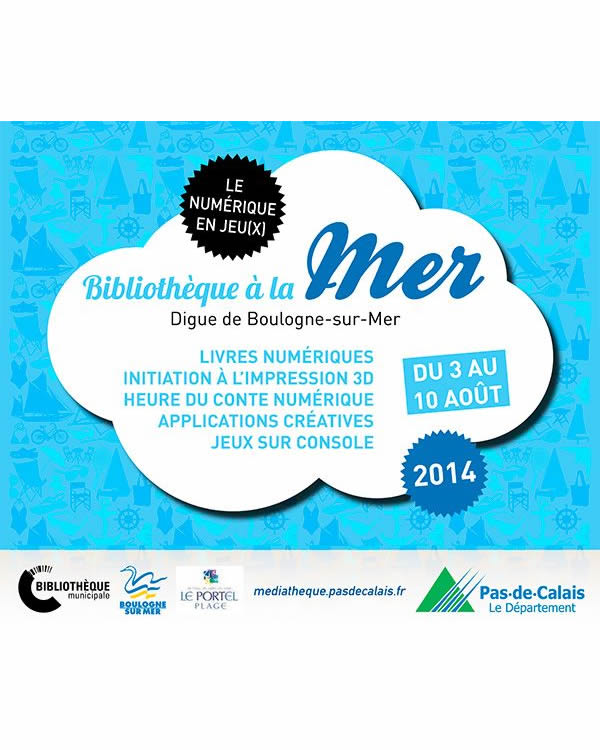 LE
NUMÉRIQUE
EN JEU(X)
Bibliothèque à la Mer
Digue de Boulogne-sur-Mer
LIVRES NUMÉRIQUES
INITIATION À L'IMPRESSION 3D
HEURE DU CONTE NUMÉRIQUE
APPLICATIONS CRÉATIVES
JEUX SUR CONSOLE
DU 3 AU
10 AOÛT
2014
BIBLIOTHÈQUE
municipale
BOULOGNE
SUR MER
LE PORTEL
PLAGE
mediatheque.pasdecalais.fr
Pas-de-Calais
Le Département